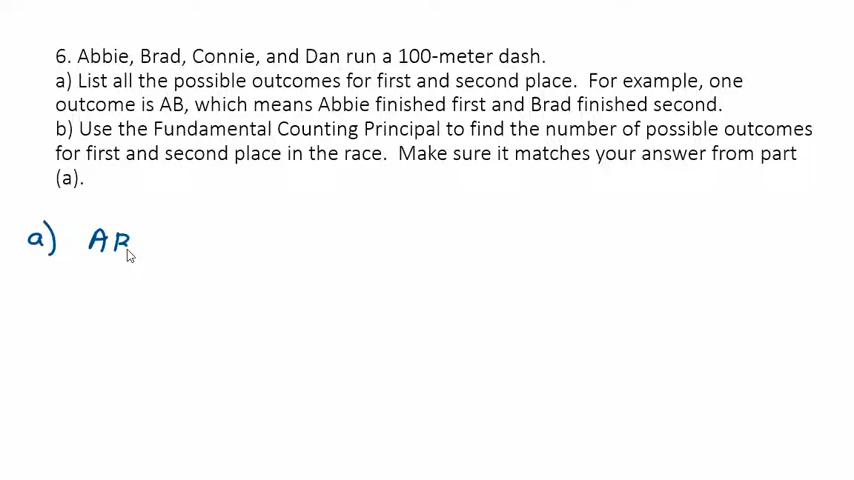 6. Abbie, Brad, Connie, and Dan run a 100-meter dash.
a) List all the possible outcomes for first and second place.  For example, one
outcome is AB, which means Abbie finished first and Brad finished second.
b) Use the Fundamental Counting Principal to find the number of possible outcomes
for first and second place in the race.  Make sure it matches your answer from part
(a).
a) AB